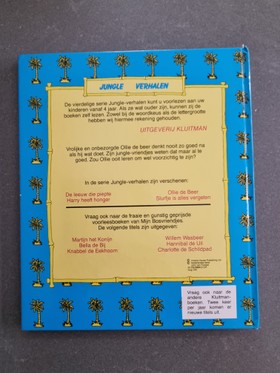 JUNGLE VERHALEN
De vierdelige serie Jungle-verhalen kunt u voorlezen aan uw
kinderen vanaf 4 jaar. Als ze wat ouder zijn, kunnen zij de
boeken zelf lezen. Zowel bij de woordkeus als de lettergrootte
hebben wij hiermee rekening gehouden.
UITGEVERIJ KLUITMAN
Vrolijke en onbezorgde Ollie de beer denkt nooit zo goed na
als hij wat doet. Zijn jungle-vriendjes weten dat maar al te
goed. Zou Ollie ooit leren om wat voorzichtig te zijn?
In de serie Jungle-verhalen zijn verschenen:
De leeuw die piepte
Harry heeft honger
Ollie de Beer
Slurfje is alles vergeten
Vraag ook naar de fraaie en gunstig geprijsde
voorleesboeken van Mijn Bosvriendjes.
De volgende titels zijn uitgegeven:
Martijn het Konijn
Bella de Bij
Knabbel de Eekhoorn
Willem Wasbeer
Hannibal de Uil
Charlotte de Schildpad
Vraag ook naar de
andere Kluitman-
boeken. Twee keer
per jaar komen er
nieuwe titels uit.